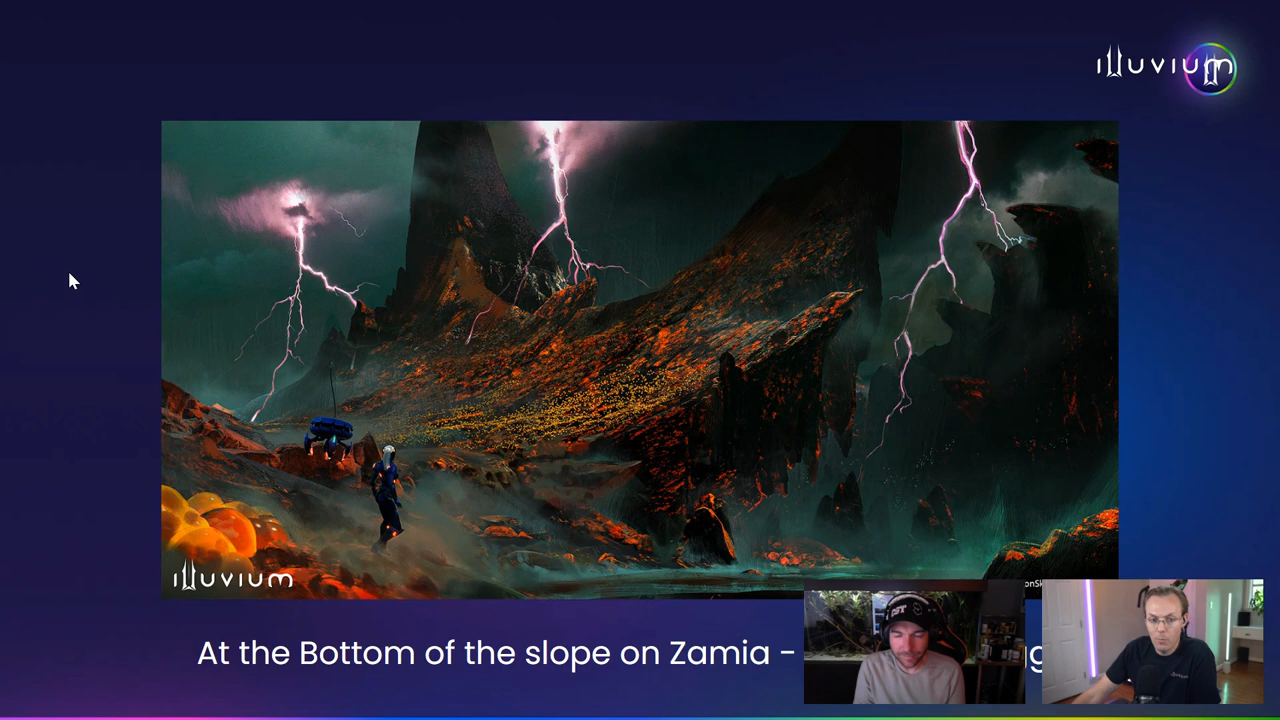 illuvium
illuvium
At the Bottom of the slope on Zamia -